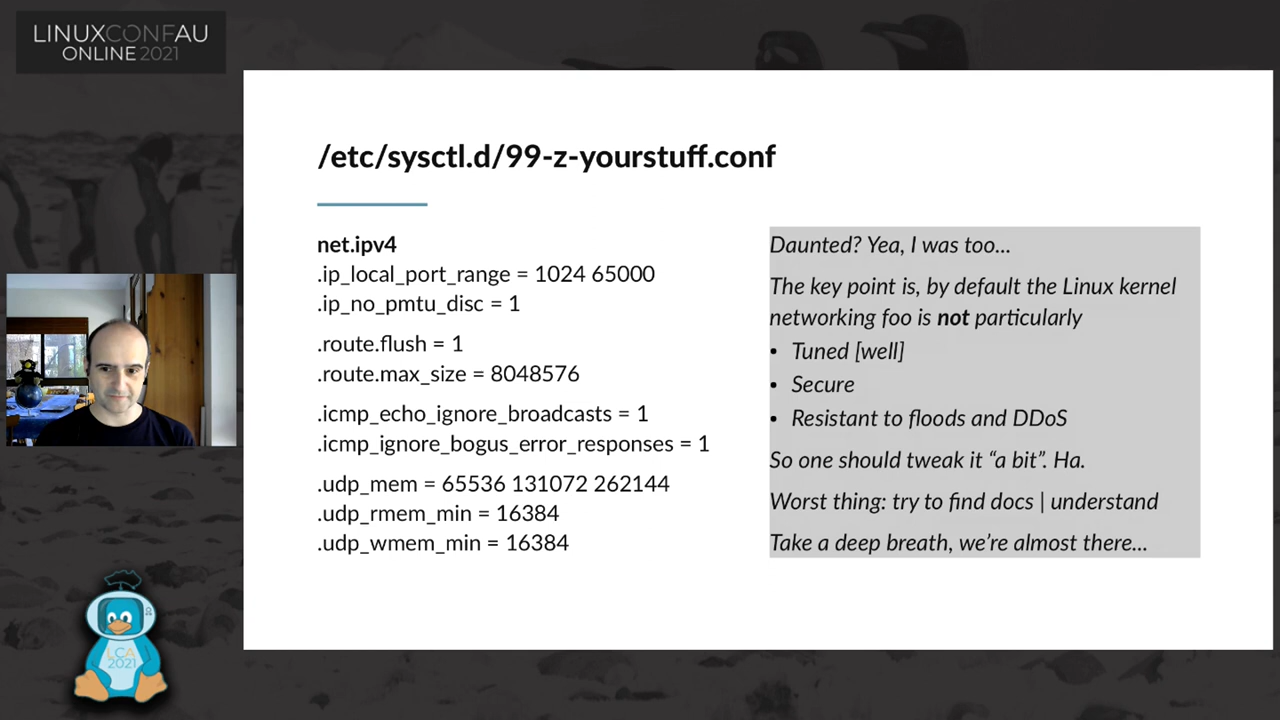 LINUXCONFAU
ONLINE 2021
/etc/sysctl.d/99-z-yourstuff.conf
net.ipv4
.ip_local_port_range = 1024 65000
.ip_no_pmtu_disc = 1
.route.flush = 1
.route.max_size = 8048576
.icmp_echo_ignore_broadcasts = 1
.icmp_ignore_bogus_error_responses = 1
.udp_mem = 65536 131072 262144
.udp_rmem_min = 16384
.udp_wmem_min = 16384
Daunted? Yea, I was too...
The key point is, by default the Linux kernel
networking foo is not particularly
• Tuned [well]
• Secure
• Resistant to floods and DDoS
So one should tweak it “a bit”. Ha.
Worst thing: try to find docs | understand
Take a deep breath, we’re almost there...
LCA
2021